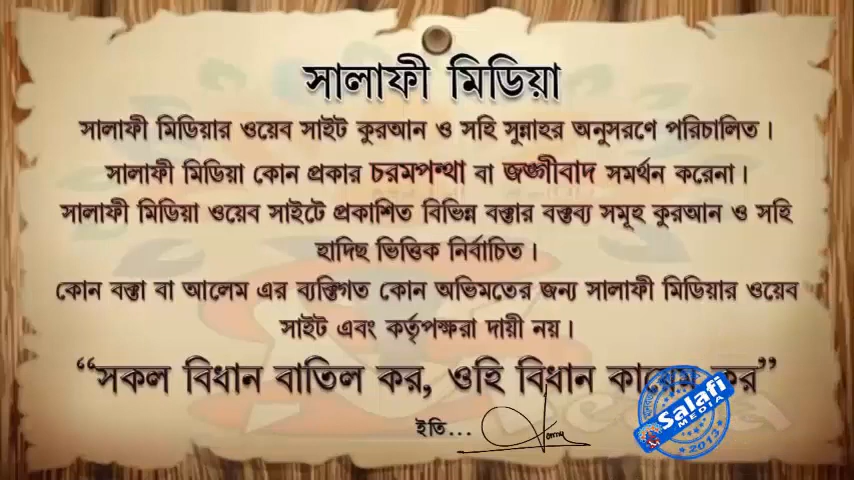 সালাফী মিডিয়া
সালাফী মিডিয়ার ওয়েব সাইট কুরআন ও সহি সুন্নাহর অনুসরণে পরিচালিত।
সালাফী মিডিয়া কোন প্রকার চরমপন্থা বা জঙ্গীবাদ সমর্থন করেনা।
সালাফী মিডিয়া ওয়েব সাইটে প্রকাশিত বিভিন্ন বক্তার বক্তব্য সমূহ কুরআন ও সহি
হাদিছ ভিত্তিক নির্বাচিত।
কোন বক্তা বা আলেম এর ব্যক্তিগত কোন অভিমতের জন্য সালাফী মিডিয়ার ওয়েব
সাইট এবং কর্তৃপক্ষরা দায়ী নয়।
“সকল বিধান বাতিল কর, ওহি বিধান কায়েম কর”
ইতি...
Salafi
MEDIA
2013